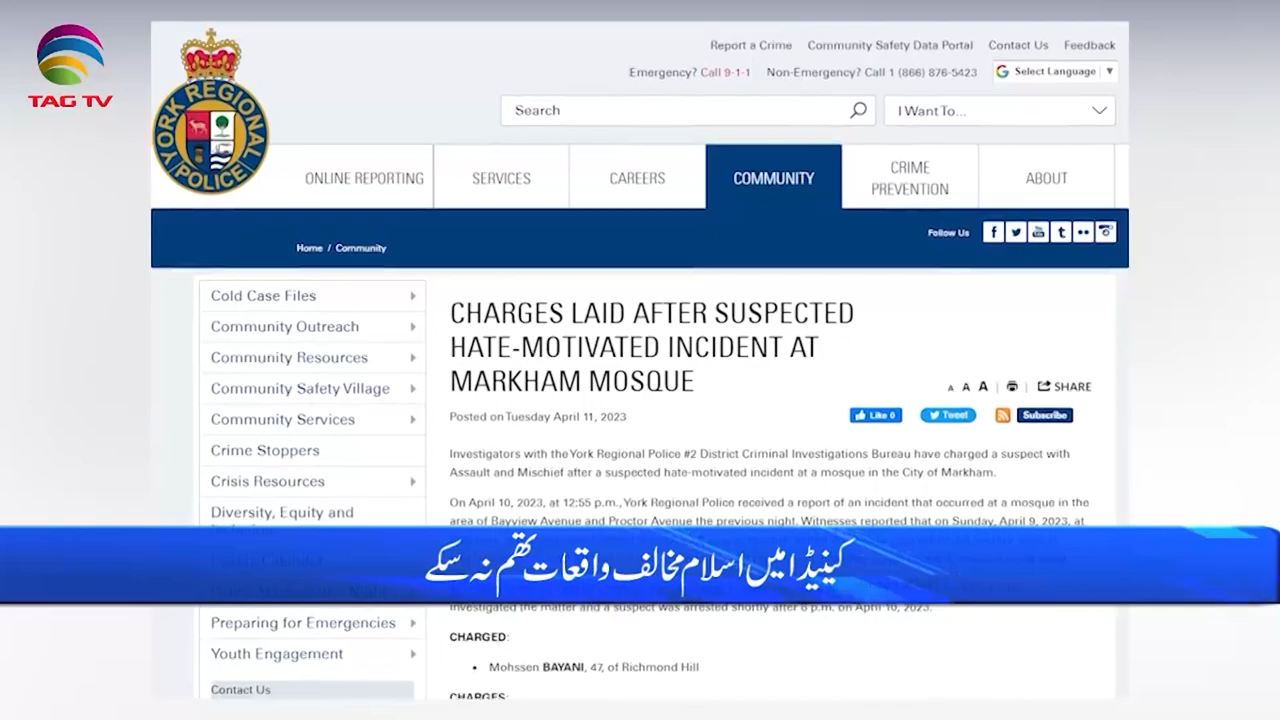 TAG TV
YORK REGIONAL POLICE
Report a Crime Community Safety Data Portal Contact Us Feedback
Emergency? Call 9-1-1 Non-Emergency? Call 1 (866) 876-5423 Select Language
Search
I Want To...
ONLINE REPORTING
SERVICES
CAREERS
COMMUNITY
CRIME
PREVENTION
ABOUT
Follow Us
Home / Community
Cold Case Files
Community Outreach
Community Resources
Community Safety Village
Community Services
Crime Stoppers
Crisis Resources
Diversity, Equity and
Preparing for Emergencies
Youth Engagement
Contact Us
CHARGES LAID AFTER SUSPECTED
HATE-MOTIVATED INCIDENT AT
MARKHAM MOSQUE
A A A SHARE
Posted on Tuesday April 11, 2023
Like 0 Tweet Subscribe
Investigators with the York Regional Police #2 District Criminal Investigations Bureau have charged a suspect with
Assault and Mischief after a suspected hate-motivated incident at a mosque in the City of Markham.
On April 10, 2023, at 12:55 p.m., York Regional Police received a report of an incident that occurred at a mosque in the
area of Bayview Avenue and Proctor Avenue the previous night. Witnesses reported that on Sunday, April 9, 2023, at
کینیڈا میں اسلام مخالف واقعات تھم نہ سکے
investigated the matter and a suspect was arrested shortly after 8 p.m. on April 10, 2023.
CHARGED:
• Mohssen BAYANI, 47, of Richmond Hill
CHARGES: